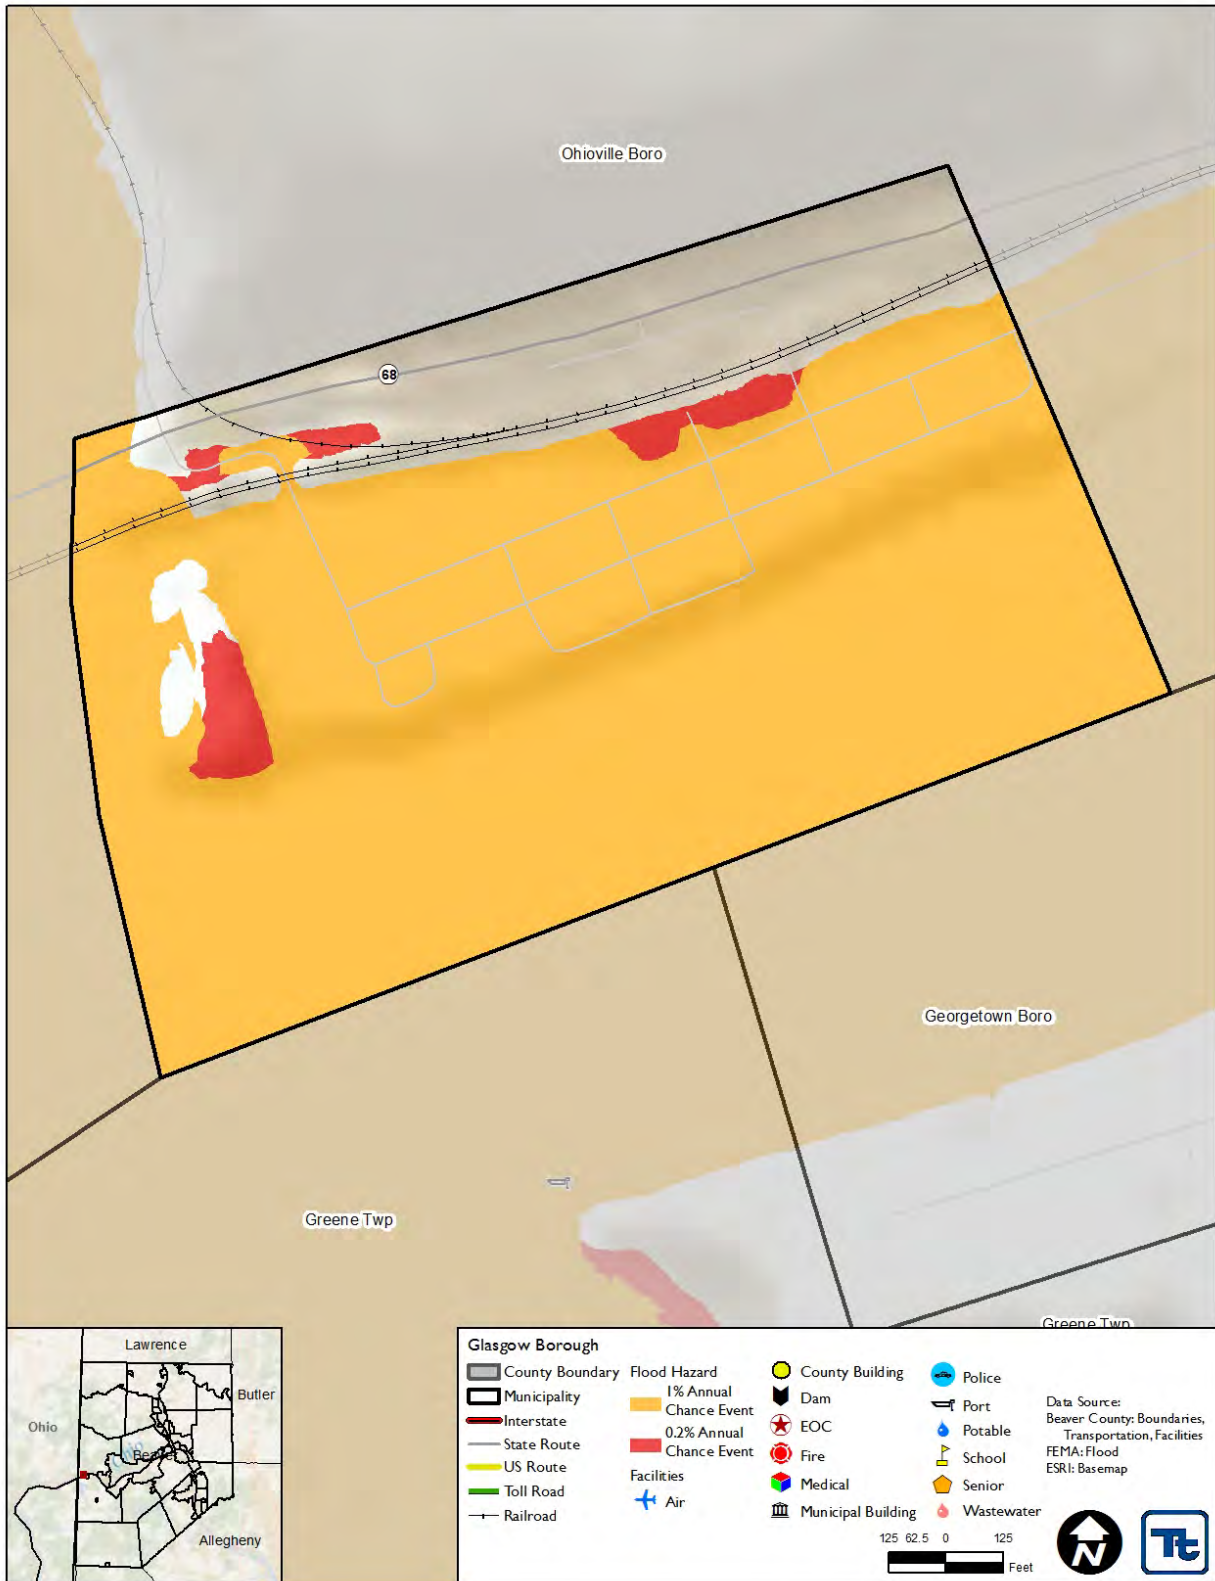 Ohioville Boro
68
Georgetown Boro
Greene Twp
Greene Twp
Lawrence
Butler
Ohio
Ohio
Beaver
Allegheny
Glasgow Borough
County Boundary
Municipality
Interstate
State Route
US Route
Toll Road
Railroad
Flood Hazard
1% Annual
Chance Event
0.2% Annual
Chance Event
Facilities
Air
County Building
Dam
EOC
Fire
Medical
Municipal Building
Police
Port
Potable
School
Senior
Wastewater
125 62.5 0 125
Feet
Data Source:
Beaver County: Boundaries,
Transportation, Facilities
FEMA: Flood
ESRI: Basemap
N
Tt